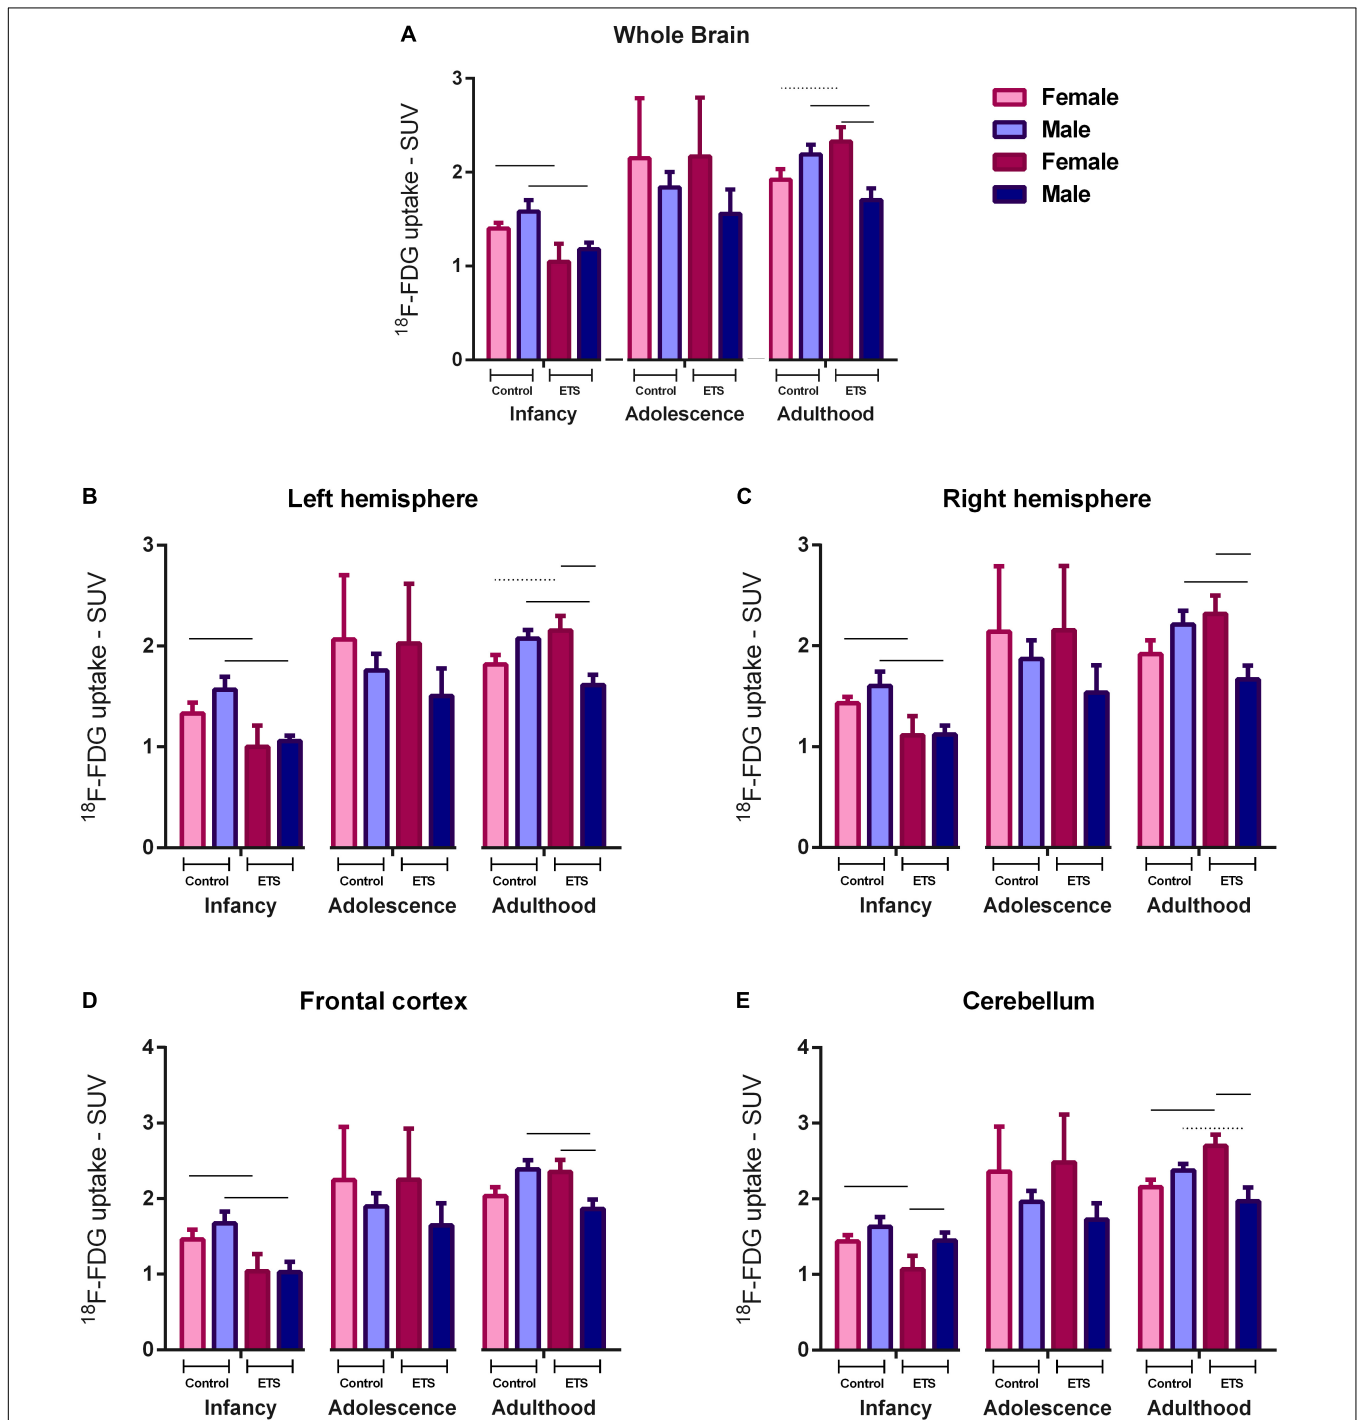 A
Whole Brain
3
2
1
0
18F-FDG uptake - SUV
Female
Male
Female
Male
Control ETS Control ETS Control ETS
Infancy Adolescence Adulthood
B
Left hemisphere
3
2
1
0
18F-FDG uptake - SUV
Control ETS Control ETS Control ETS
Infancy Adolescence Adulthood
C
Right hemisphere
3
2
1
0
18F-FDG uptake - SUV
Control ETS Control ETS Control ETS
Infancy Adolescence Adulthood
D
Frontal cortex
4
3
2
1
0
18F-FDG uptake - SUV
Control ETS Control ETS Control ETS
Infancy Adolescence Adulthood
E
Cerebellum
4
3
2
1
0
18F-FDG uptake - SUV
Control ETS Control ETS Control ETS
Infancy Adolescence Adulthood